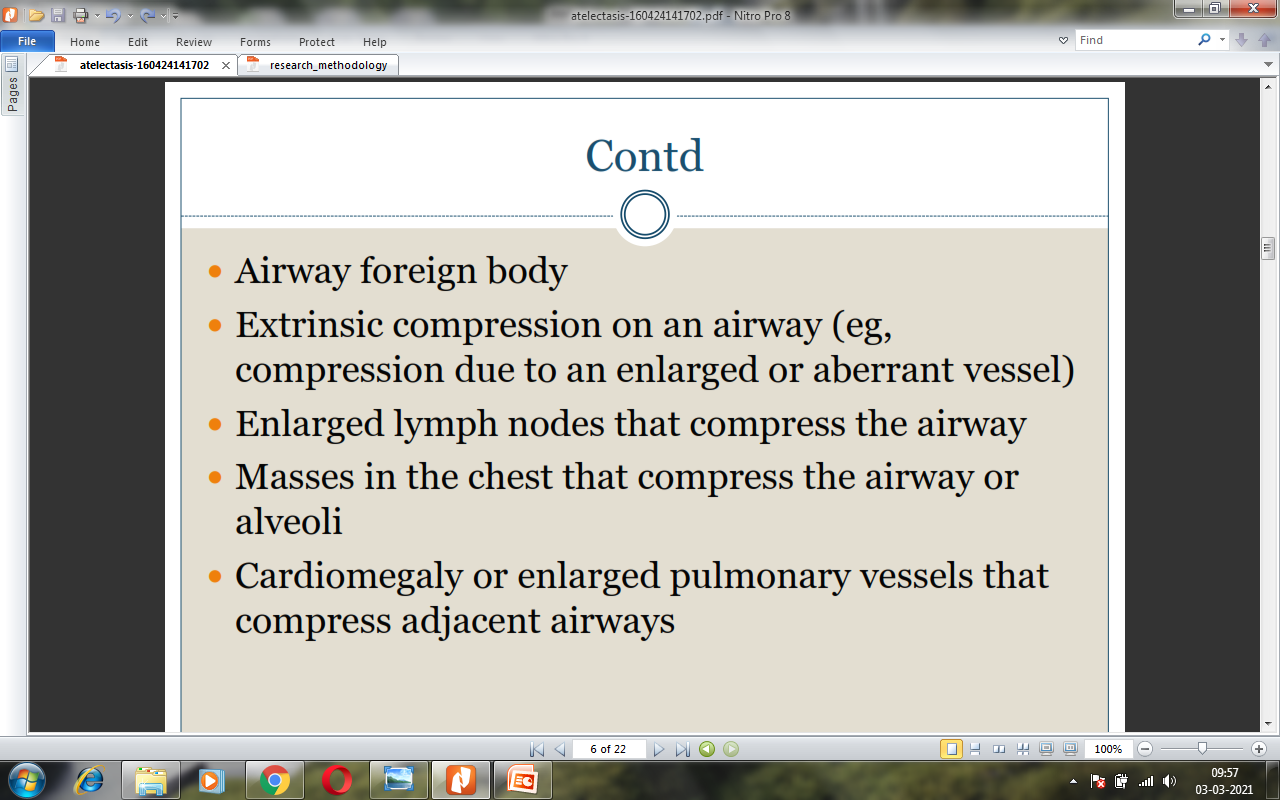 atelectasis-160424141702.pdf - Nitro Pro 8
File Home Edit Review Forms Protect Help
Find
atelectasis-160424141702 research_methodology
Pages
Contd
Airway foreign body
Extrinsic compression on an airway (eg,
compression due to an enlarged or aberrant vessel)
Enlarged lymph nodes that compress the airway
Masses in the chest that compress the airway or
alveoli
Cardiomegaly or enlarged pulmonary vessels that
compress adjacent airways
6 of 22
100%
09:57
03-03-2021